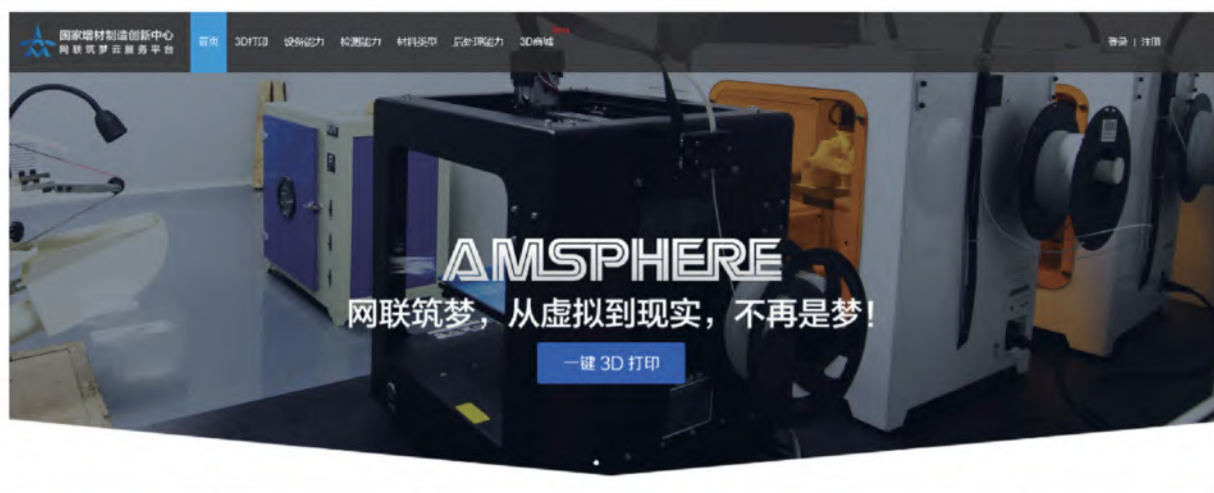 国家增材制造创新中心
网联筑梦云服务平台
首页 3D打印 设备能力 检测能力 材料类型 后处理能力 3D商城
登录 | 注册
AMSPHERE
网联筑梦，从虚拟到现实，不再是梦！
一键 3D 打印